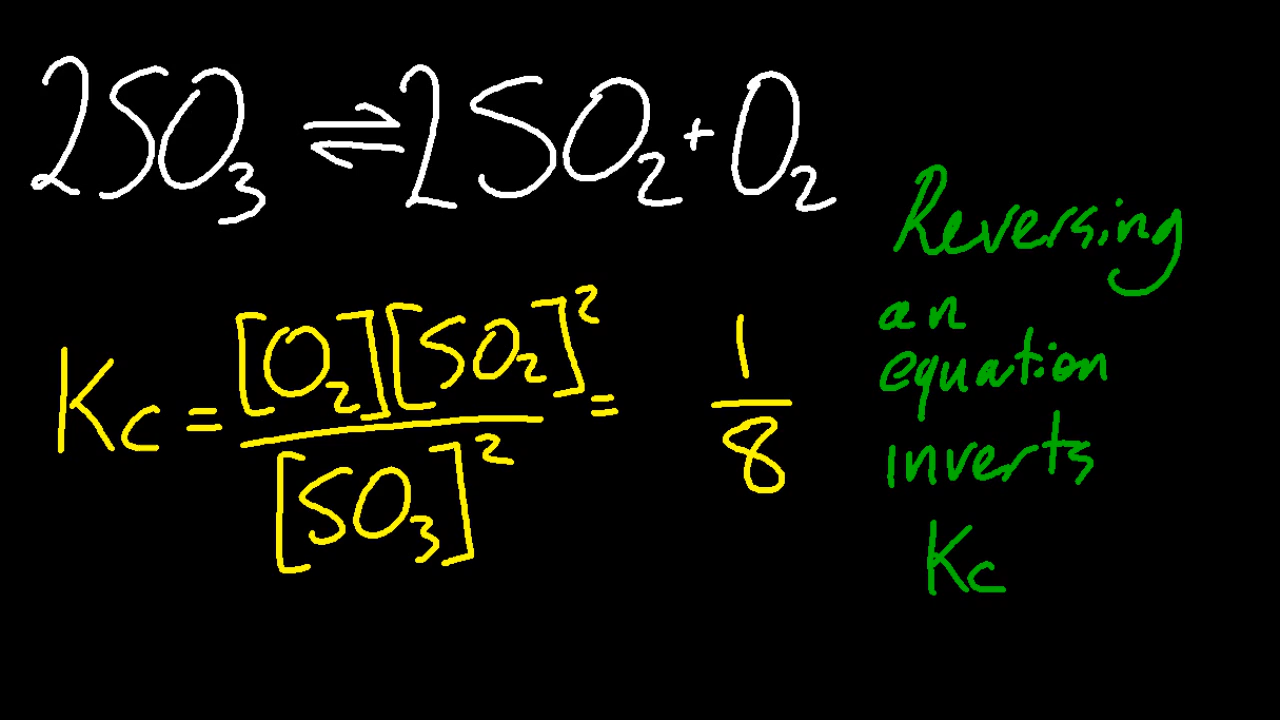 2SO₃ ⇌ 2SO₂ + O₂
Kc = [O₂][SO₂]² / [SO₃]² = 1/8
Reversing
an
equation
inverts
Kc